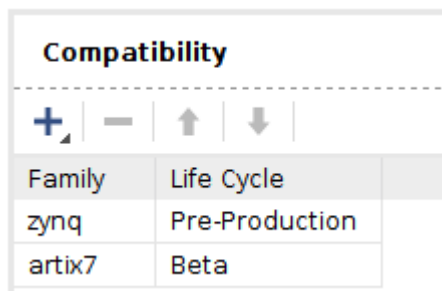 Compatibility
Family Life Cycle
zynq Pre-Production
artix7 Beta